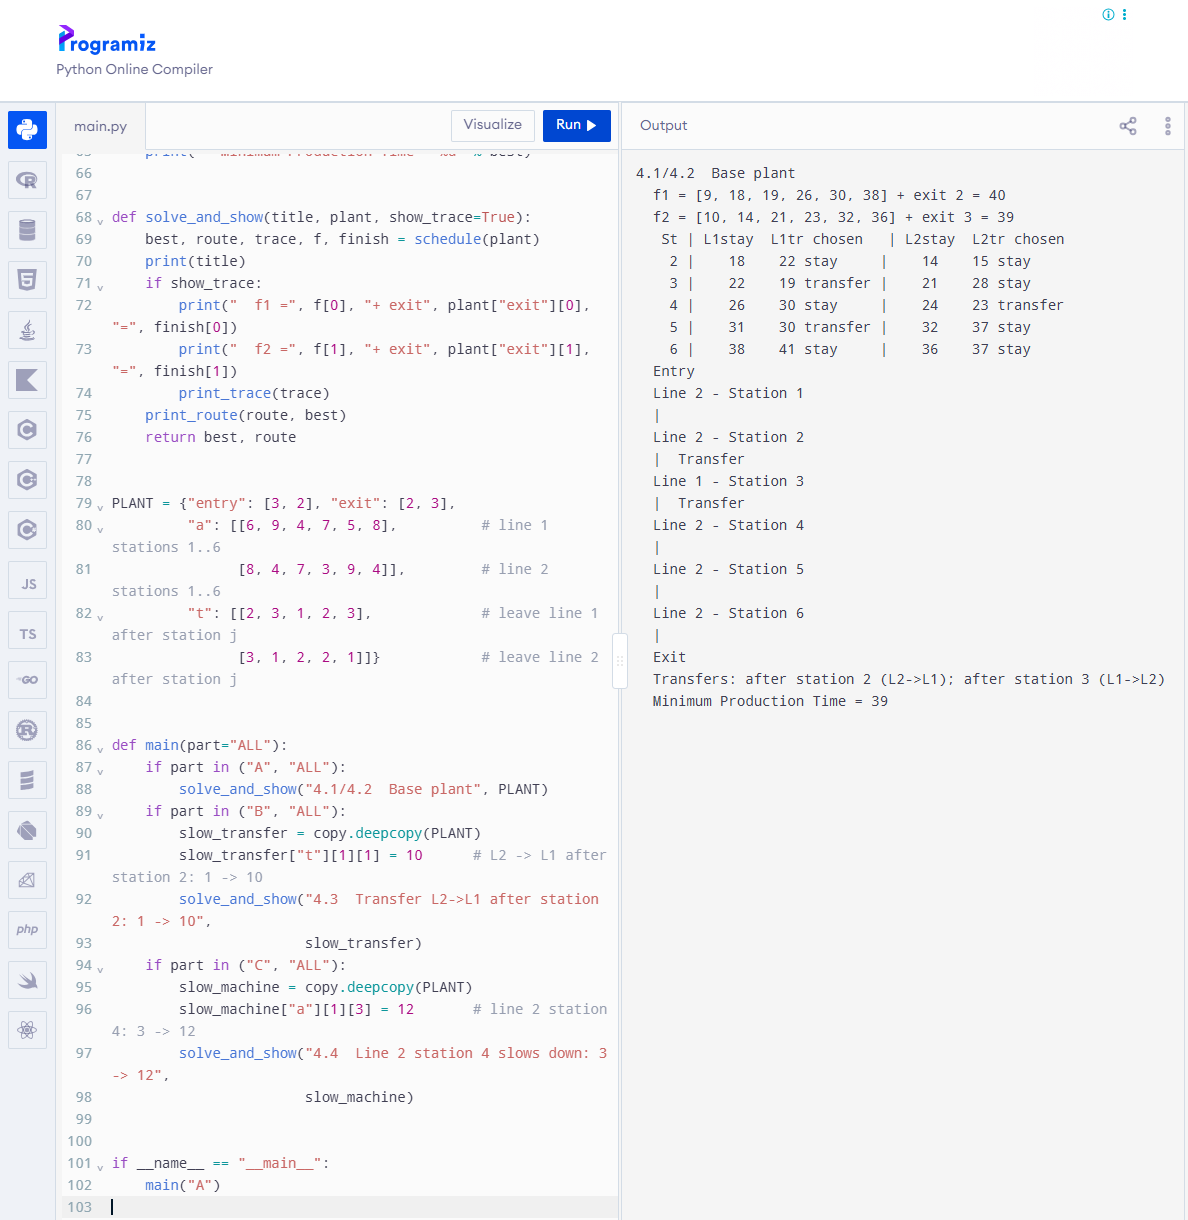 Programiz
Python Online Compiler
main.py
Visualize
Run
66
67
68 def solve_and_show(title, plant, show_trace=True):
69     best, route, trace, f, finish = schedule(plant)
70     print(title)
71     if show_trace:
72         print("  f1 =", f[0], "+ exit", plant["exit"][0],
"=", finish[0])
73         print("  f2 =", f[1], "+ exit", plant["exit"][1],
"=", finish[1])
74         print_trace(trace)
75     print_route(route, best)
76     return best, route
77
78
79 PLANT = {"entry": [3, 2], "exit": [2, 3],
80          "a": [[6, 9, 4, 7, 5, 8],          # line 1
stations 1..6
81                [8, 4, 7, 3, 9, 4]],         # line 2
stations 1..6
82          "t": [[2, 3, 1, 2, 3],             # leave line 1
after station j
83                [3, 1, 2, 2, 1]]}            # leave line 2
after station j
84
85
86 def main(part="ALL"):
87     if part in ("A", "ALL"):
88         solve_and_show("4.1/4.2  Base plant", PLANT)
89     if part in ("B", "ALL"):
90         slow_transfer = copy.deepcopy(PLANT)
91         slow_transfer["t"][1][1] = 10      # L2 -> L1 after
station 2: 1 -> 10
92         solve_and_show("4.3  Transfer L2->L1 after station
2: 1 -> 10",
93                        slow_transfer)
94     if part in ("C", "ALL"):
95         slow_machine = copy.deepcopy(PLANT)
96         slow_machine["a"][1][3] = 12       # line 2 station
4: 3 -> 12
97         solve_and_show("4.4  Line 2 station 4 slows down: 3
-> 12",
98                        slow_machine)
99
100
101 if __name__ == "__main__":
102     main("A")
103
Output
4.1/4.2  Base plant
  f1 = [9, 18, 19, 26, 30, 38] + exit 2 = 40
  f2 = [10, 14, 21, 23, 32, 36] + exit 3 = 39
   St | L1stay  L1tr chosen   | L2stay  L2tr chosen
    2 |    18    22 stay     |    14    15 stay
    3 |    22    19 transfer |    21    28 stay
    4 |    26    30 stay     |    24    23 transfer
    5 |    31    30 transfer |    32    37 stay
    6 |    38    41 stay     |    36    37 stay
  Entry
  Line 2 - Station 1
  |
  Line 2 - Station 2
  |  Transfer
  Line 1 - Station 3
  |  Transfer
  Line 2 - Station 4
  |
  Line 2 - Station 5
  |
  Line 2 - Station 6
  |
  Exit
  Transfers: after station 2 (L2->L1); after station 3 (L1->L2)
  Minimum Production Time = 39
JS
TS
GO
php